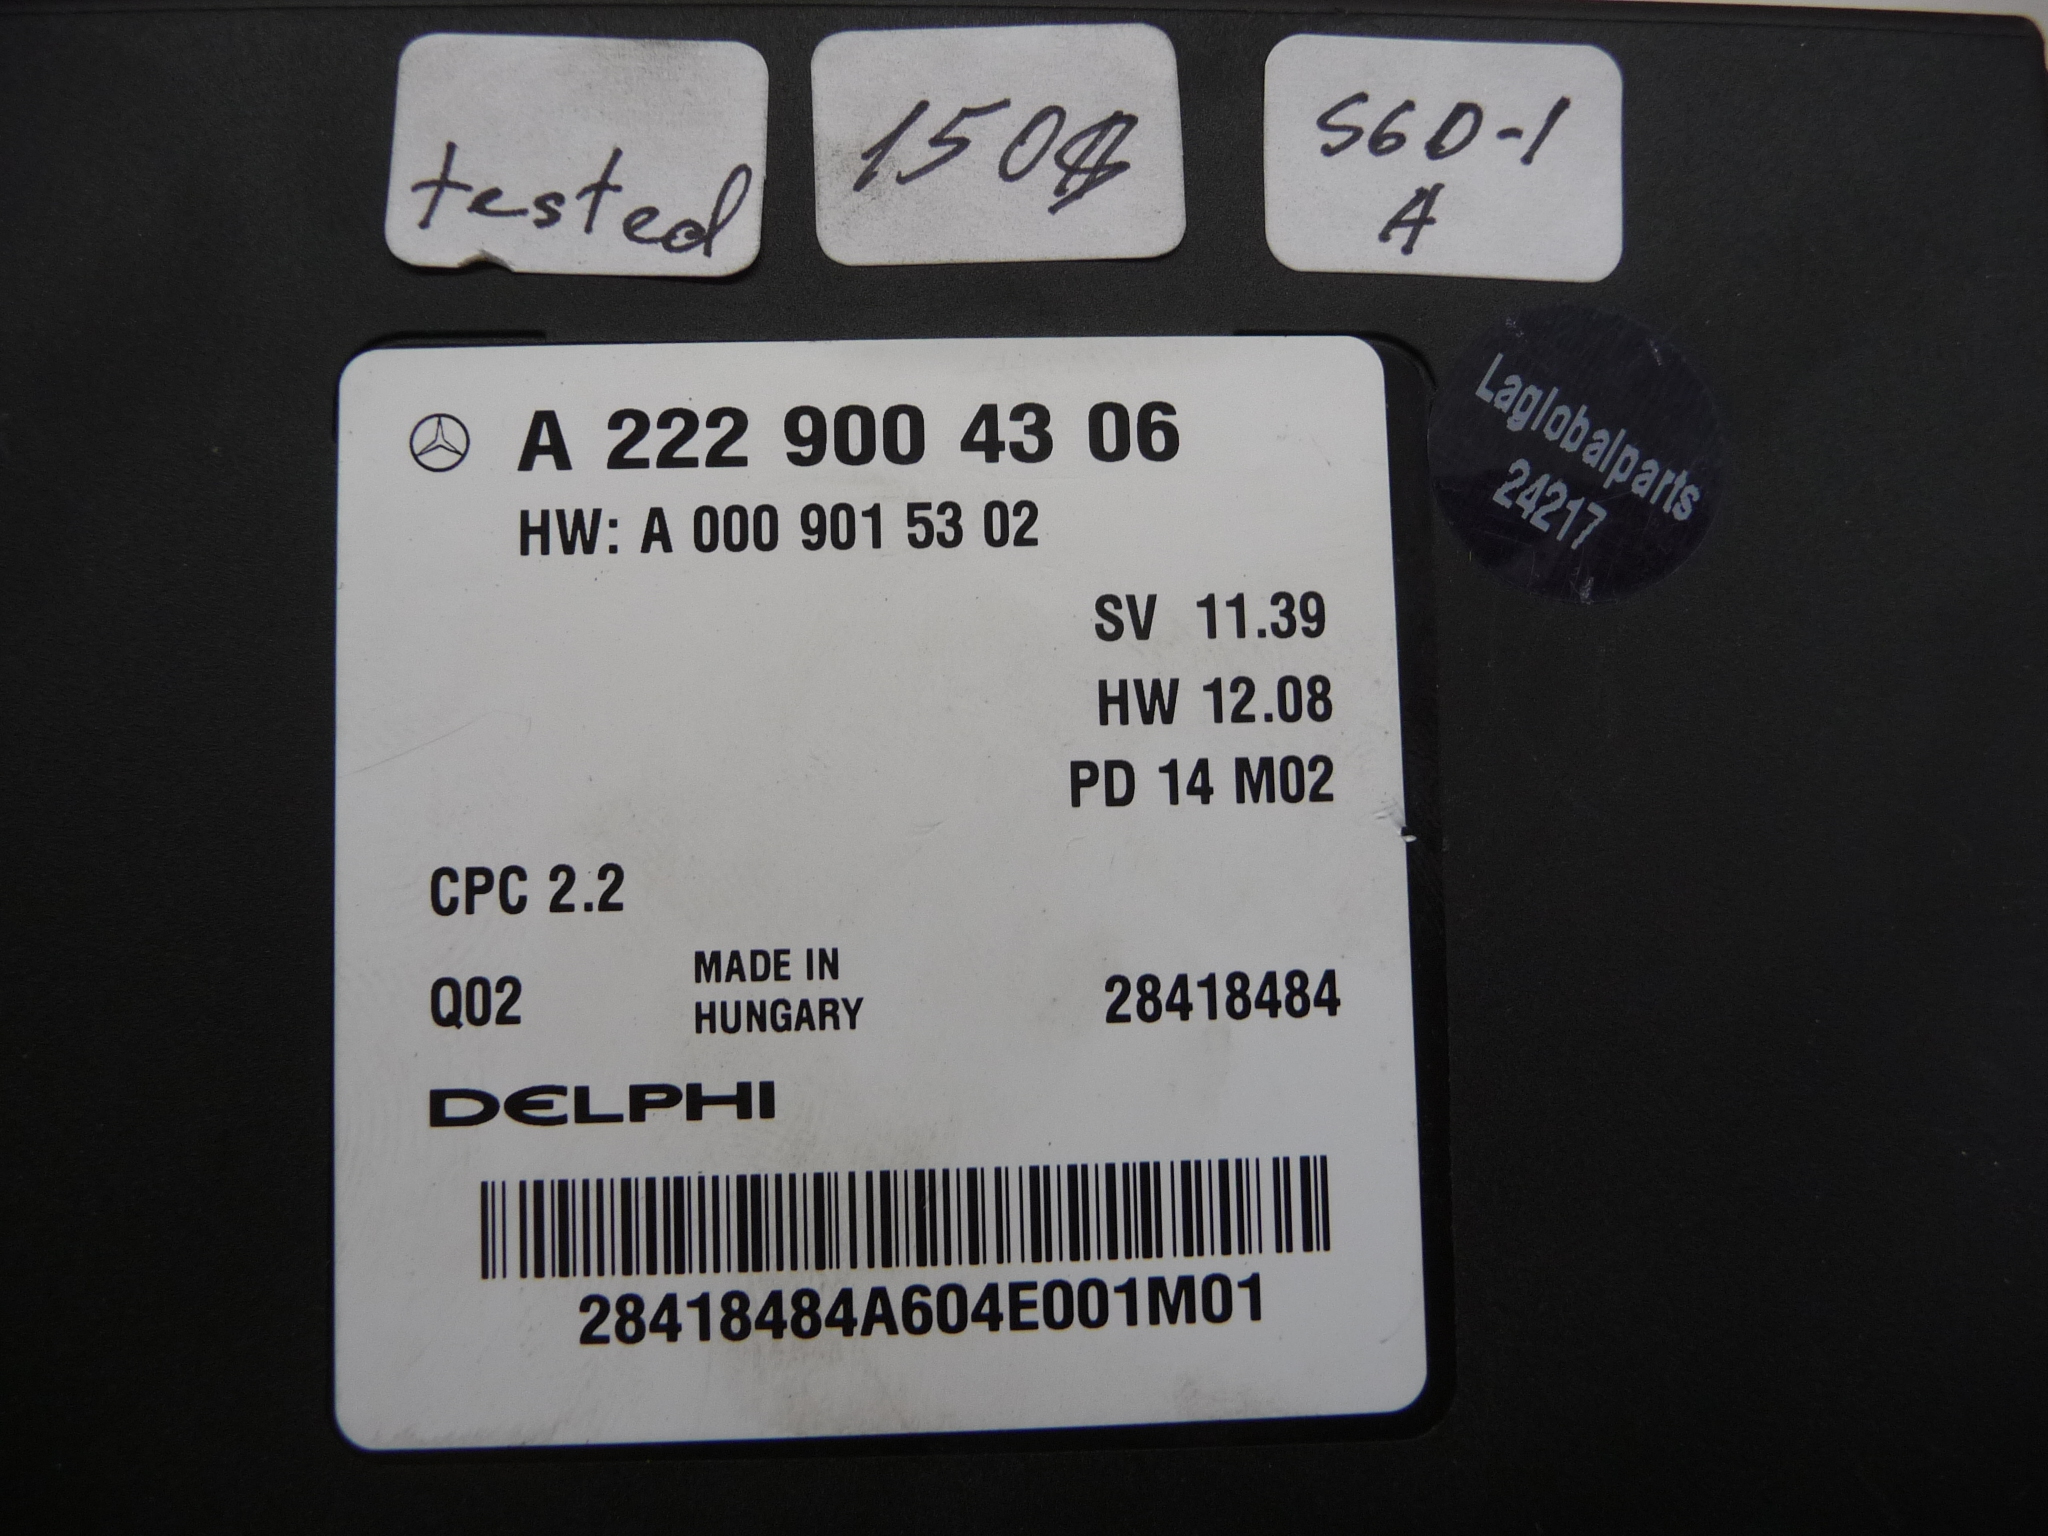 tested
150$
S6D-1
A
Laglobalparts
24217
A 222 900 43 06
HW: A 000 901 53 02
SV 11.39
HW 12.08
PD 14 M02
CPC 2.2
Q02
MADE IN
HUNGARY
28418484
DELPHI
28418484A604E001M01